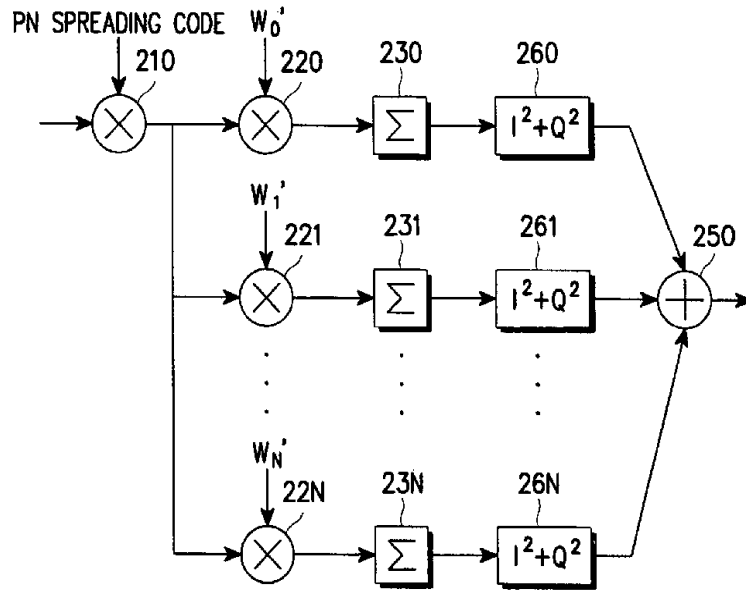 PN SPREADING CODE
W₀'
210
220
230
260
Σ
I²+Q²
W₁'
221
231
261
250
Σ
I²+Q²
W_N'
22N
23N
26N
Σ
I²+Q²